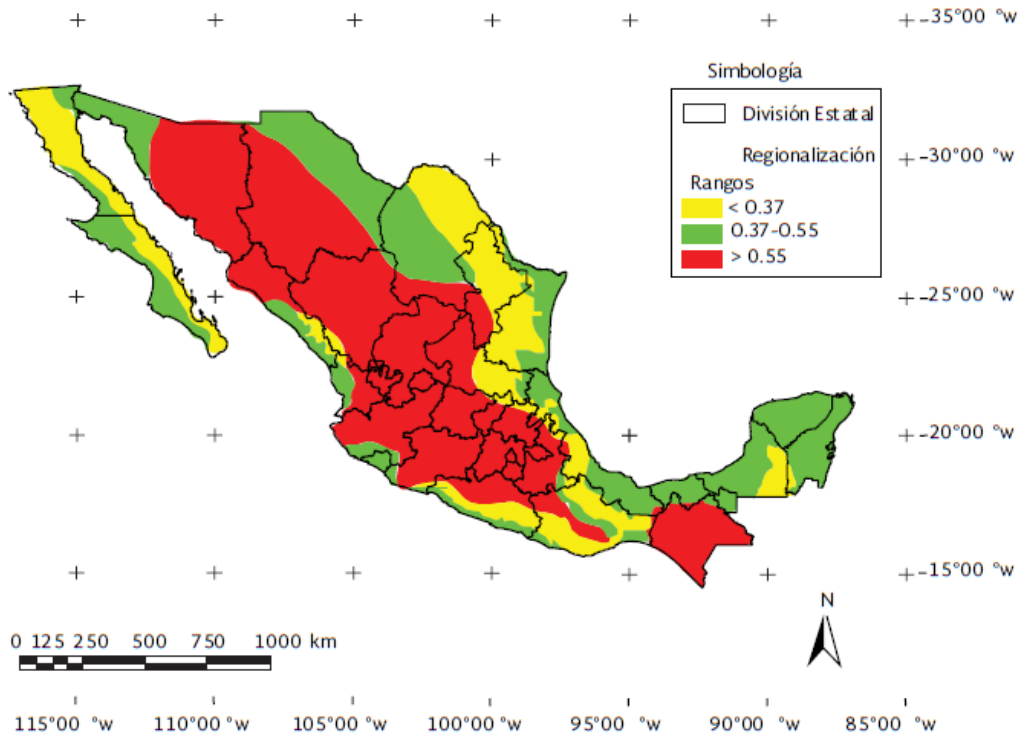 -35°00 °w
Simbología
División Estatal
Regionalización
Rangos
< 0.37
0.37-0.55
> 0.55
-30°00 °w
-25°00 °w
-20°00 °w
-15°00 °w
N
0 125 250 500 750 1000 km
115°00 °w 110°00 °w 105°00 °w 100°00 °w 95°00 °w 90°00 °w 85°00 °w